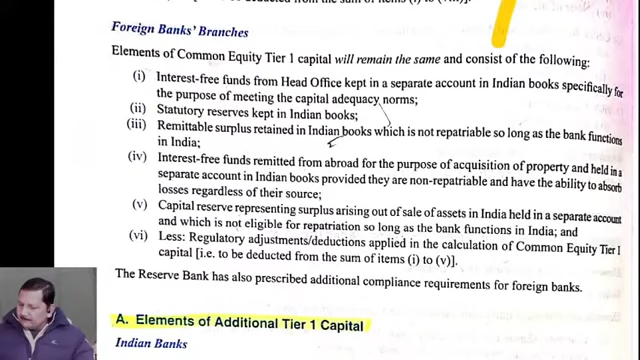 Foreign Banks' Branches
Elements of Common Equity Tier 1 capital will remain the same and consist of the following:
(i) Interest-free funds from Head Office kept in a separate account in Indian books specifically for
the purpose of meeting the capital adequacy norms;
(ii) Statutory reserves kept in Indian books;
(iii) Remittable surplus retained in Indian books which is not repatriable so long as the bank functions
in India;
(iv) Interest-free funds remitted from abroad for the purpose of acquisition of property and held in a
separate account in Indian books provided they are non-repatriable and have the ability to absorb
losses regardless of their source;
(v) Capital reserve representing surplus arising out of sale of assets in India held in a separate account
and which is not eligible for repatriation so long as the bank functions in India; and
(vi) Less: Regulatory adjustments/deductions applied in the calculation of Common Equity Tier 1
capital [i.e. to be deducted from the sum of items (i) to (v)].
The Reserve Bank has also prescribed additional compliance requirements for foreign banks.
A. Elements of Additional Tier 1 Capital
Indian Banks